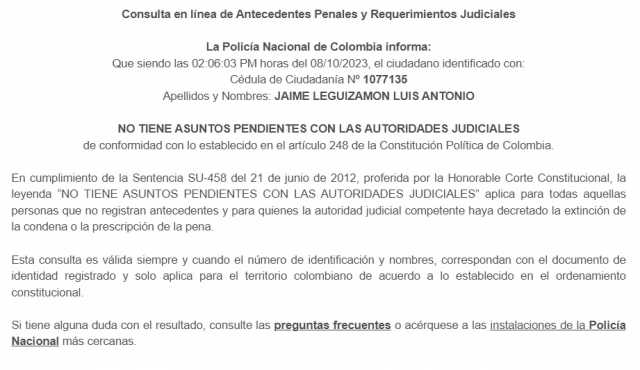 Consulta en línea de Antecedentes Penales y Requerimientos Judiciales
La Policía Nacional de Colombia informa:
Que siendo las 02:06:03 PM horas del 08/10/2023, el ciudadano identificado con:
Cédula de Ciudadanía Nº 1077135
Apellidos y Nombres: JAIME LEGUIZAMON LUIS ANTONIO
NO TIENE ASUNTOS PENDIENTES CON LAS AUTORIDADES JUDICIALES
de conformidad con lo establecido en el artículo 248 de la Constitución Política de Colombia.
En cumplimiento de la Sentencia SU-458 del 21 de junio de 2012, proferida por la Honorable Corte Constitucional, la
leyenda "NO TIENE ASUNTOS PENDIENTES CON LAS AUTORIDADES JUDICIALES" aplica para todas aquellas
personas que no registran antecedentes y para quienes la autoridad judicial competente haya decretado la extinción de
la condena o la prescripción de la pena.
Esta consulta es válida siempre y cuando el número de identificación y nombres, correspondan con el documento de
identidad registrado y solo aplica para el territorio colombiano de acuerdo a lo establecido en el ordenamiento
constitucional.
Si tiene alguna duda con el resultado, consulte las preguntas frecuentes o acérquese a las instalaciones de la Policía
Nacional más cercanas.